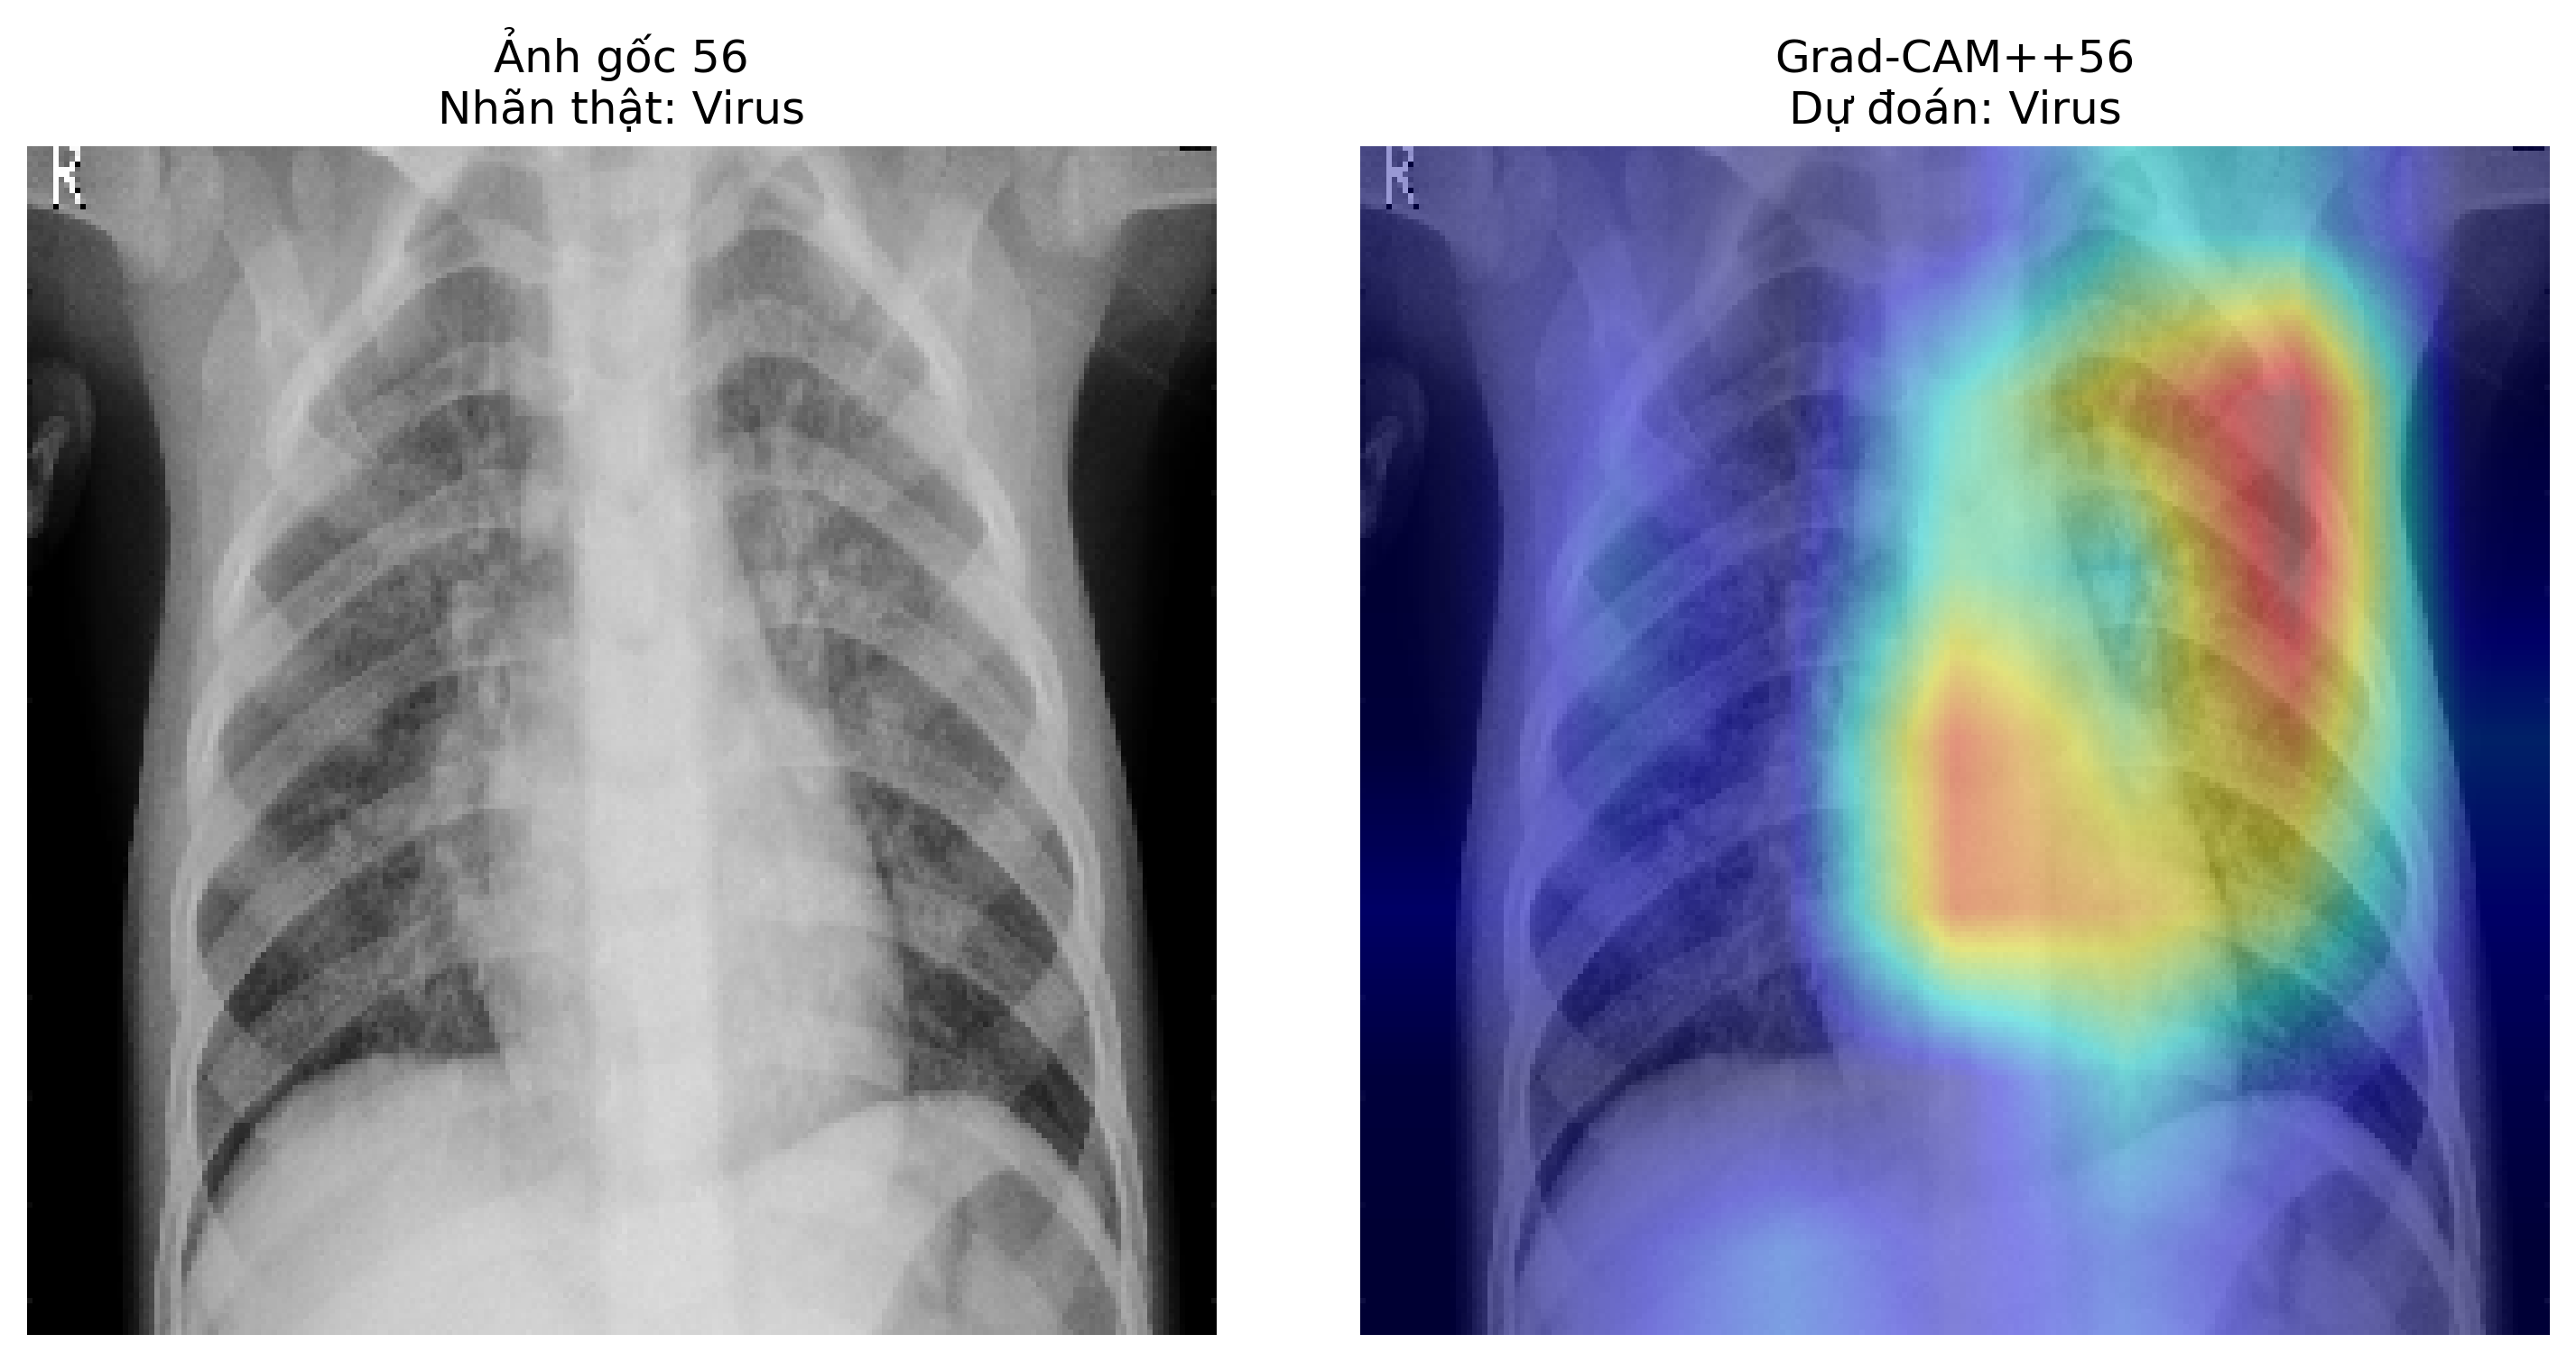 Ảnh gốc 56
Nhãn thật: Virus
Grad-CAM++56
Dự đoán: Virus
R
R